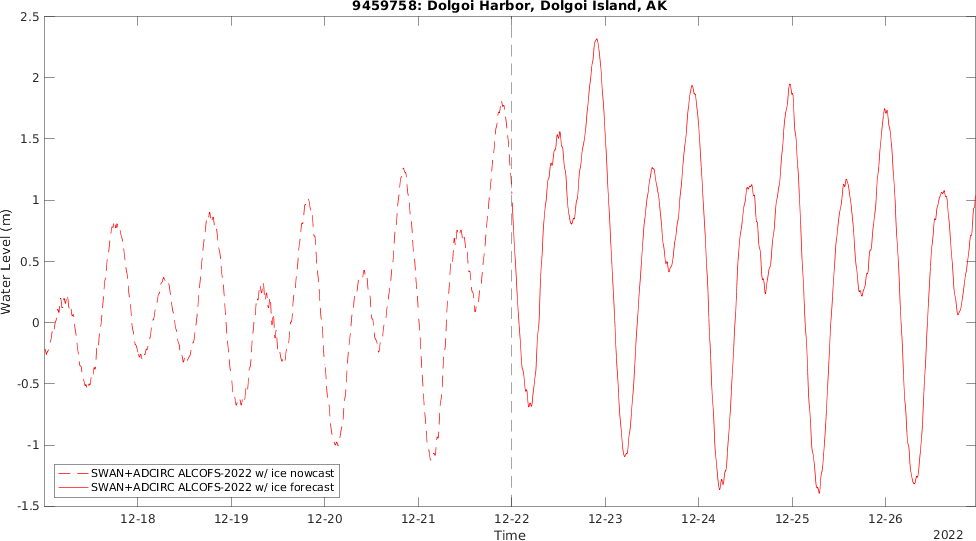 9459758: Dolgoi Harbor, Dolgoi Island, AK
Water Level (m)
2.5
2
1.5
1
0.5
0
-0.5
-1
-1.5
SWAN+ADCIRC ALCOFS-2022 w/ ice nowcast
SWAN+ADCIRC ALCOFS-2022 w/ ice forecast
12-18 12-19 12-20 12-21 12-22 12-23 12-24 12-25 12-26
Time
2022